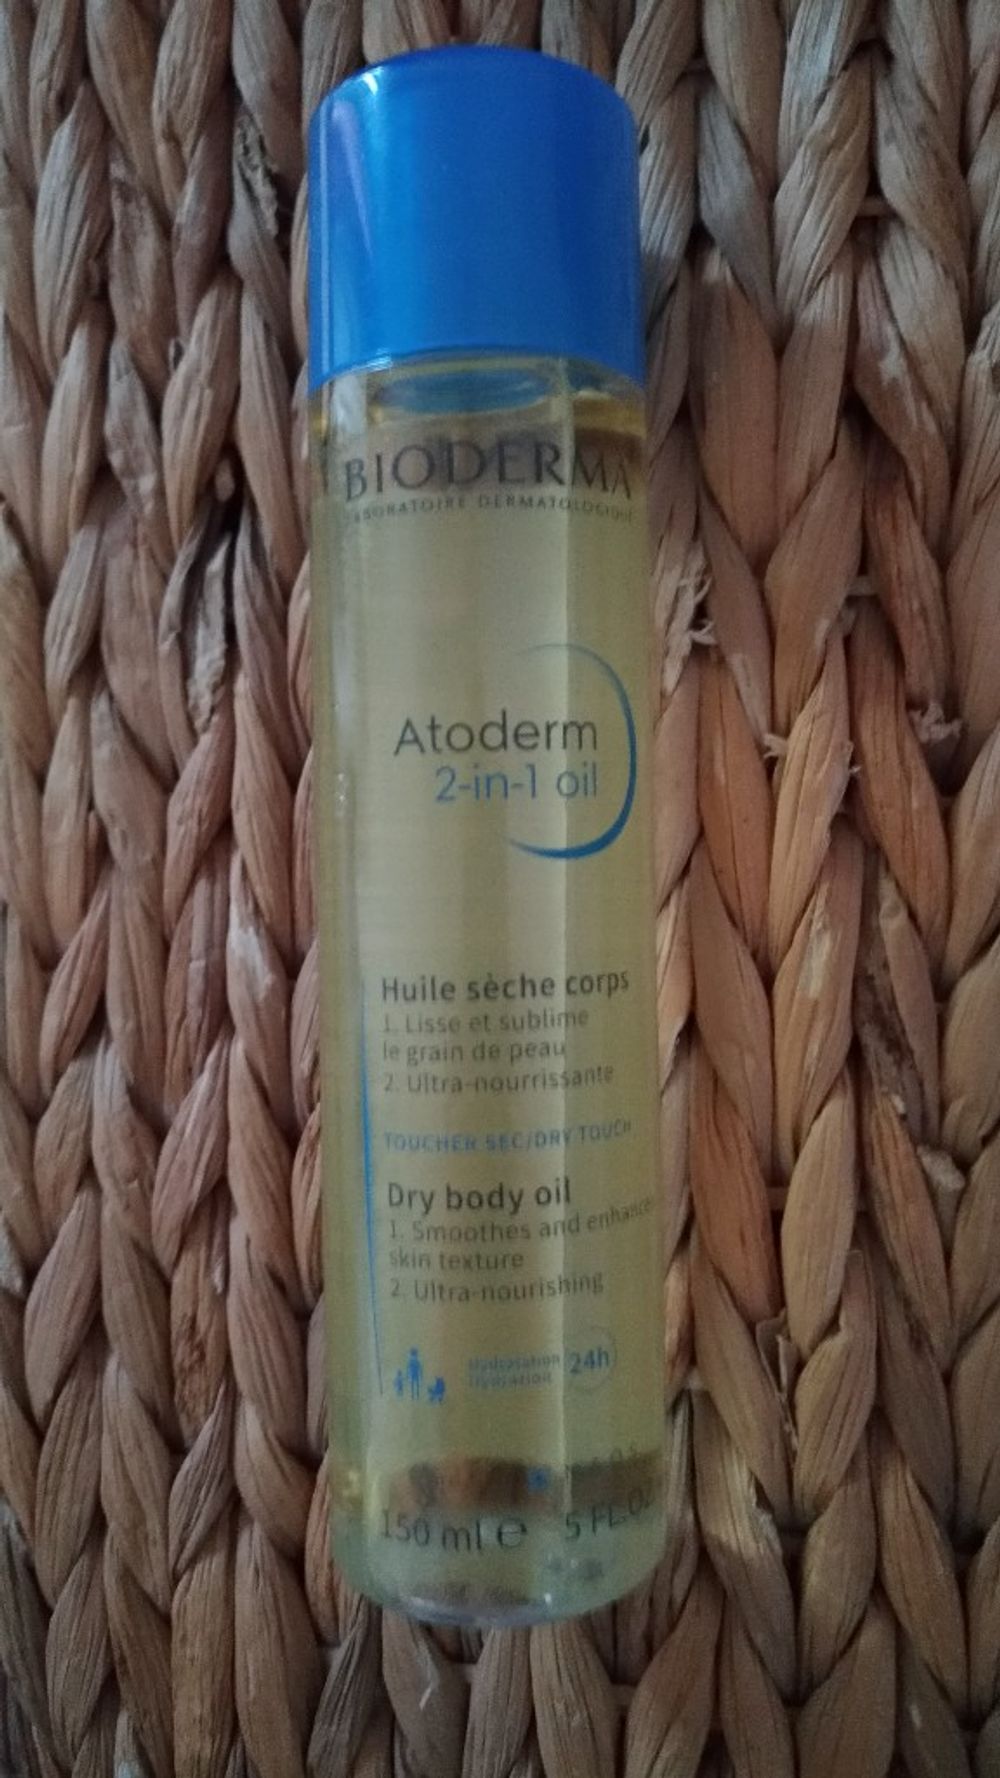 BIODERMA
LABORATOIRE DERMATOLOGIQUE
Atoderm
2-in-1 oil
Huile sèche corps
1. Lisse et sublime
le grain de peau
2. Ultra-nourrissante
TOUCHER SEC/DRY TOUCH
Dry body oil
1. Smoothes and enhances
skin texture
2. Ultra-nourishing
Hydratation
Hydration
24h
150 ml e 5 FL.OZ